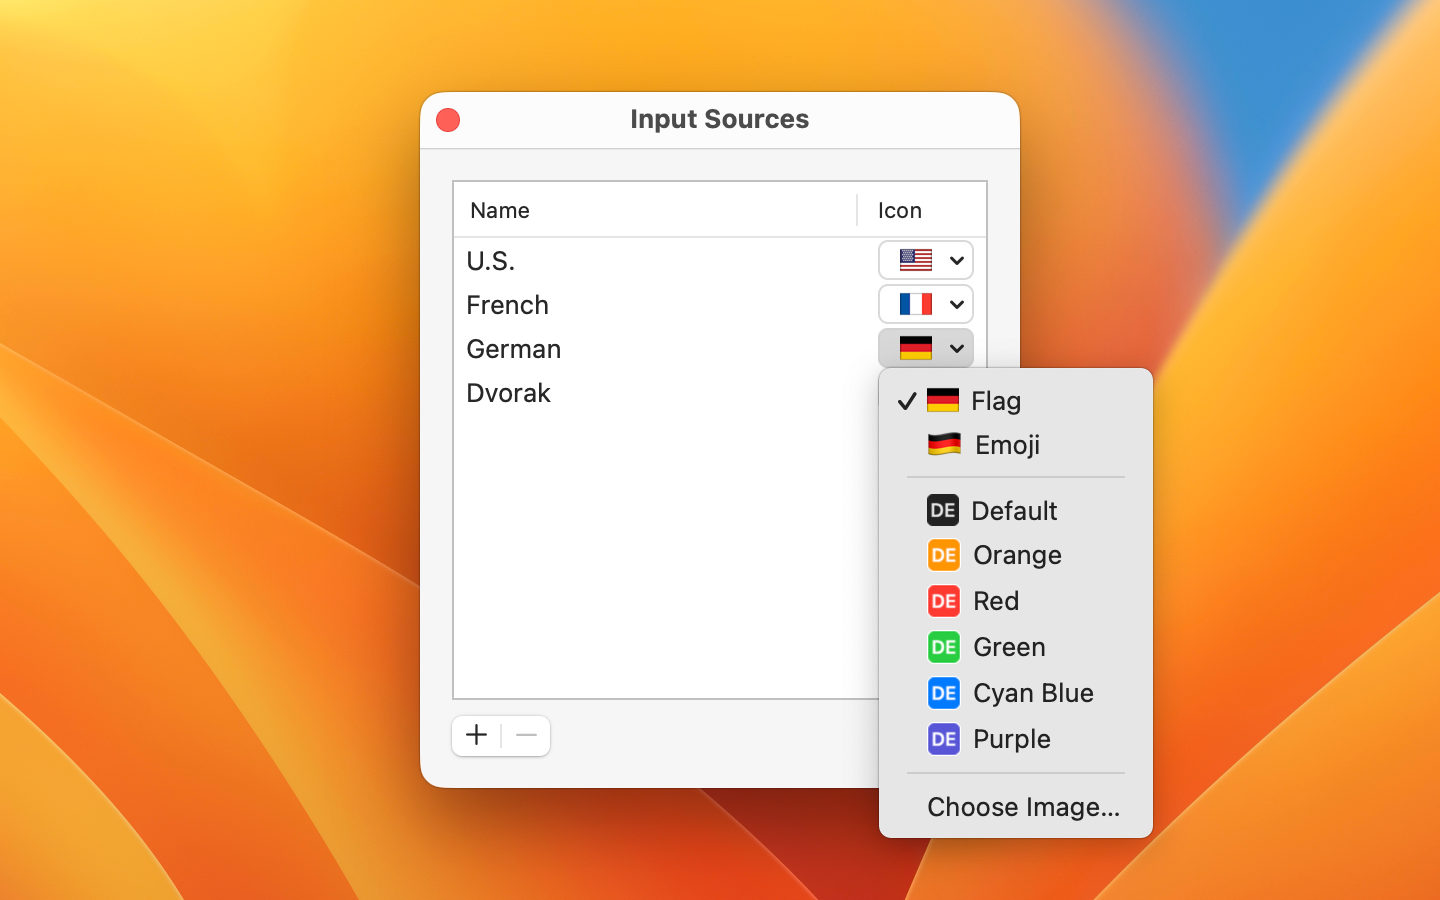 Input Sources
Name Icon
U.S.
French
German
Dvorak
Flag
Emoji
DE Default
DE Orange
DE Red
DE Green
DE Cyan Blue
DE Purple
Choose Image...